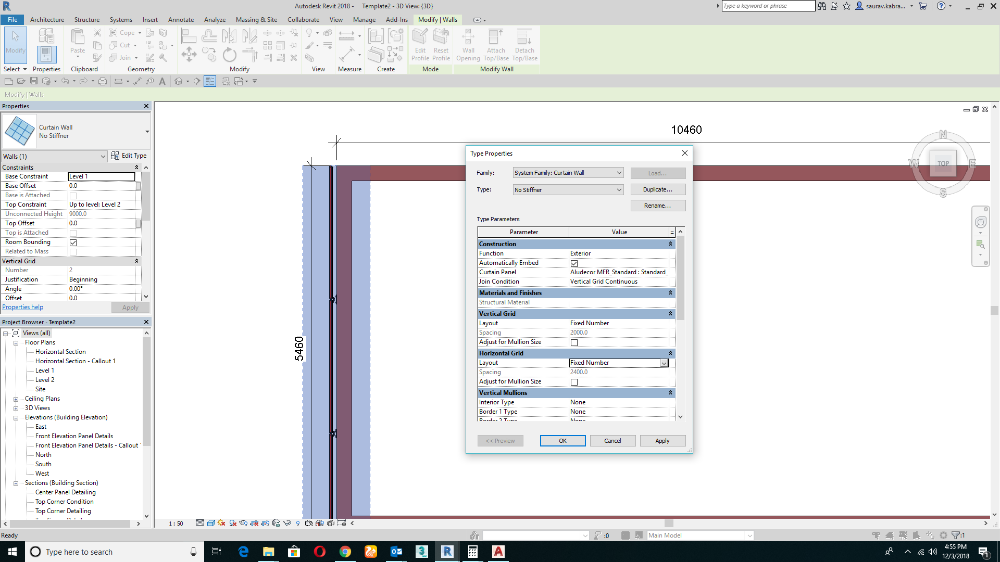 Autodesk Revit 2018 - Template2 - 3D View: {3D}
Type a keyword or phrase
saurav.kabra...
File Architecture Structure Systems Insert Annotate Analyze Massing & Site Collaborate View Manage Add-Ins Modify | Walls
Modify
Paste
Cope
Cut
Join
Edit Profile
Reset Profile
Wall Opening
Attach Top/Base
Detach Top/Base
Select Properties Clipboard Geometry Modify View Measure Create Mode Modify Wall
Modify | Walls
Properties
Curtain Wall
No Stiffner
Walls (1) Edit Type
Constraints
Base Constraint Level 1
Base Offset 0.0
Base is Attached
Top Constraint Up to level: Level 2
Unconnected Height 9000.0
Top Offset 0.0
Top is Attached
Room Bounding
Related to Mass
Vertical Grid
Number 2
Justification Beginning
Angle 0.00°
Offset 0.0
Properties help Apply
Project Browser - Template2
Views (all)
Floor Plans
Horizontal Section
Horizontal Section - Callout 1
Level 1
Level 2
Site
Ceiling Plans
3D Views
Elevations (Building Elevation)
East
Front Elevation Panel Details
Front Elevation Panel Details - Callout
North
South
West
Sections (Building Section)
Center Panel Detailing
Top Corner Condition
Top Corner Detailing
10460
5460
N
W
TOP
E
S
Type Properties
Family: System Family: Curtain Wall Load...
Type: No Stiffner Duplicate...
Rename...
Type Parameters
Parameter Value =
Construction
Function Exterior
Automatically Embed
Curtain Panel Aludecor MFR_Standard : Standard_
Join Condition Vertical Grid Continuous
Materials and Finishes
Structural Material
Vertical Grid
Layout Fixed Number
Spacing 2000.0
Adjust for Mullion Size
Horizontal Grid
Layout Fixed Number
Spacing 2400.0
Adjust for Mullion Size
Vertical Mullions
Interior Type None
Border 1 Type None
Border 2 Type None
<< Preview OK Cancel Apply
1 : 50
Ready
:0
Main Model
:1
Type here to search
4:55 PM
12/3/2018
1